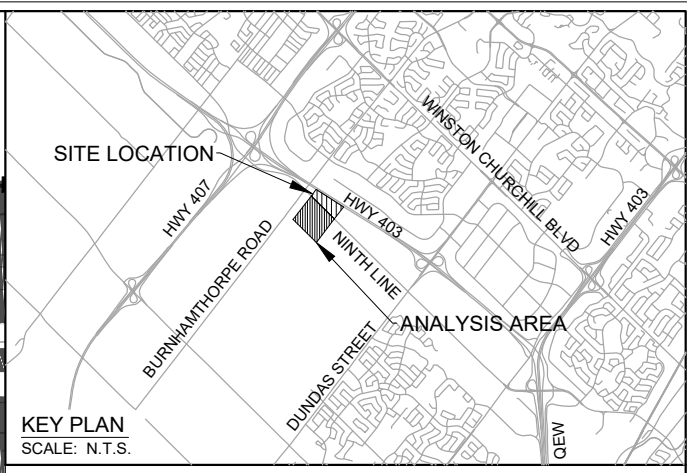 SITE LOCATION
WINSTON CHURCHILL BLVD
HWY 407
HWY 403
HWY 403
BURNHAMTHORPE ROAD
NINTH LINE
ANALYSIS AREA
DUNDAS STREET
KEY PLAN
SCALE: N.T.S.
QEW